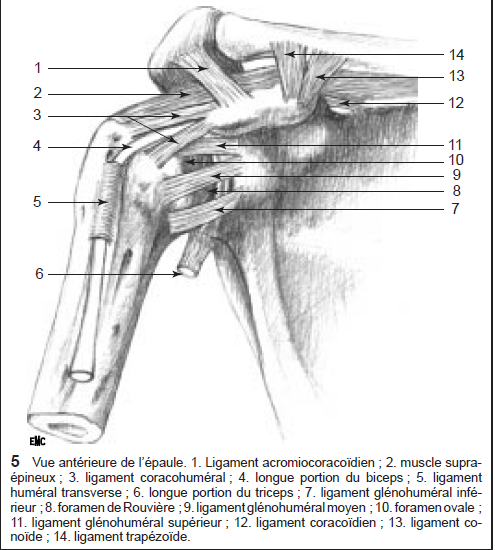 1
2
3
4
5
6
14
13
12
11
10
9
8
7
EMC
5 Vue antérieure de l'épaule. 1. Ligament acromiocoracoïdien ; 2. muscle supra-
épineux ; 3. ligament coracohuméral ; 4. longue portion du biceps ; 5. ligament
huméral transverse ; 6. longue portion du triceps ; 7. ligament glénohuméral infé-
rieur ; 8. foramen de Rouvière ; 9. ligament glénohuméral moyen ; 10. foramen ovale ;
11. ligament glénohuméral supérieur ; 12. ligament coracoïdien ; 13. ligament co-
noïde ; 14. ligament trapézoïde.